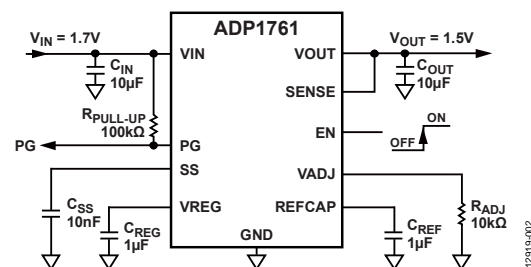 ADP1761
VIN = 1.7V
VIN
VOUT
VOUT = 1.5V
CIN
10µF
COUT
10µF
SENSE
RPULL-UP
100kΩ
EN
ON
OFF
PG
PG
SS
VADJ
CSS
10nF
VREG
REFCAP
RADJ
10kΩ
CREG
1µF
CREF
1µF
GND
12919-002